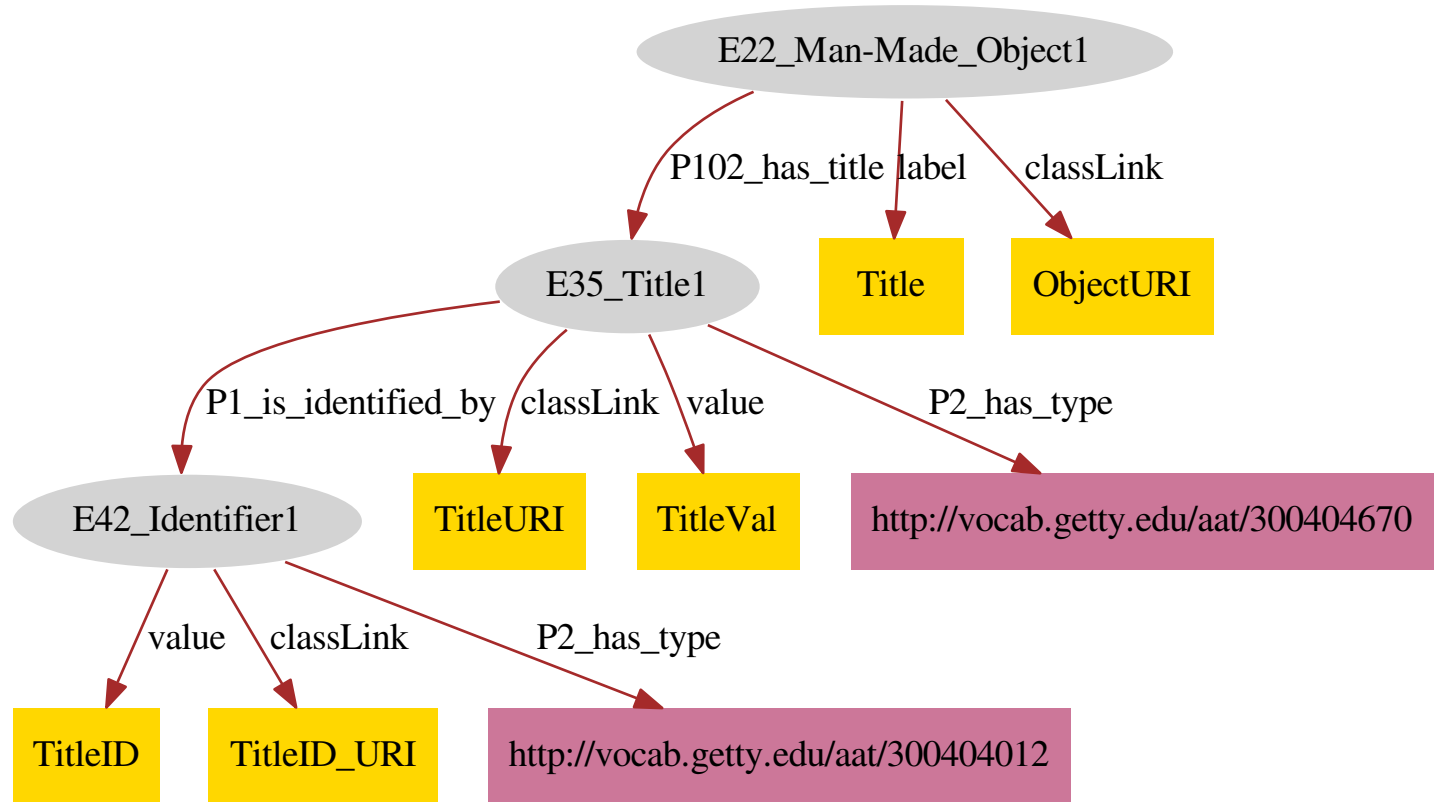 E22_Man-Made_Object1
P102_has_title
label
classLink
E35_Title1
Title
ObjectURI
P1_is_identified_by
classLink
value
P2_has_type
E42_Identifier1
TitleURI
TitleVal
http://vocab.getty.edu/aat/300404670
value
classLink
P2_has_type
TitleID
TitleID_URI
http://vocab.getty.edu/aat/300404012